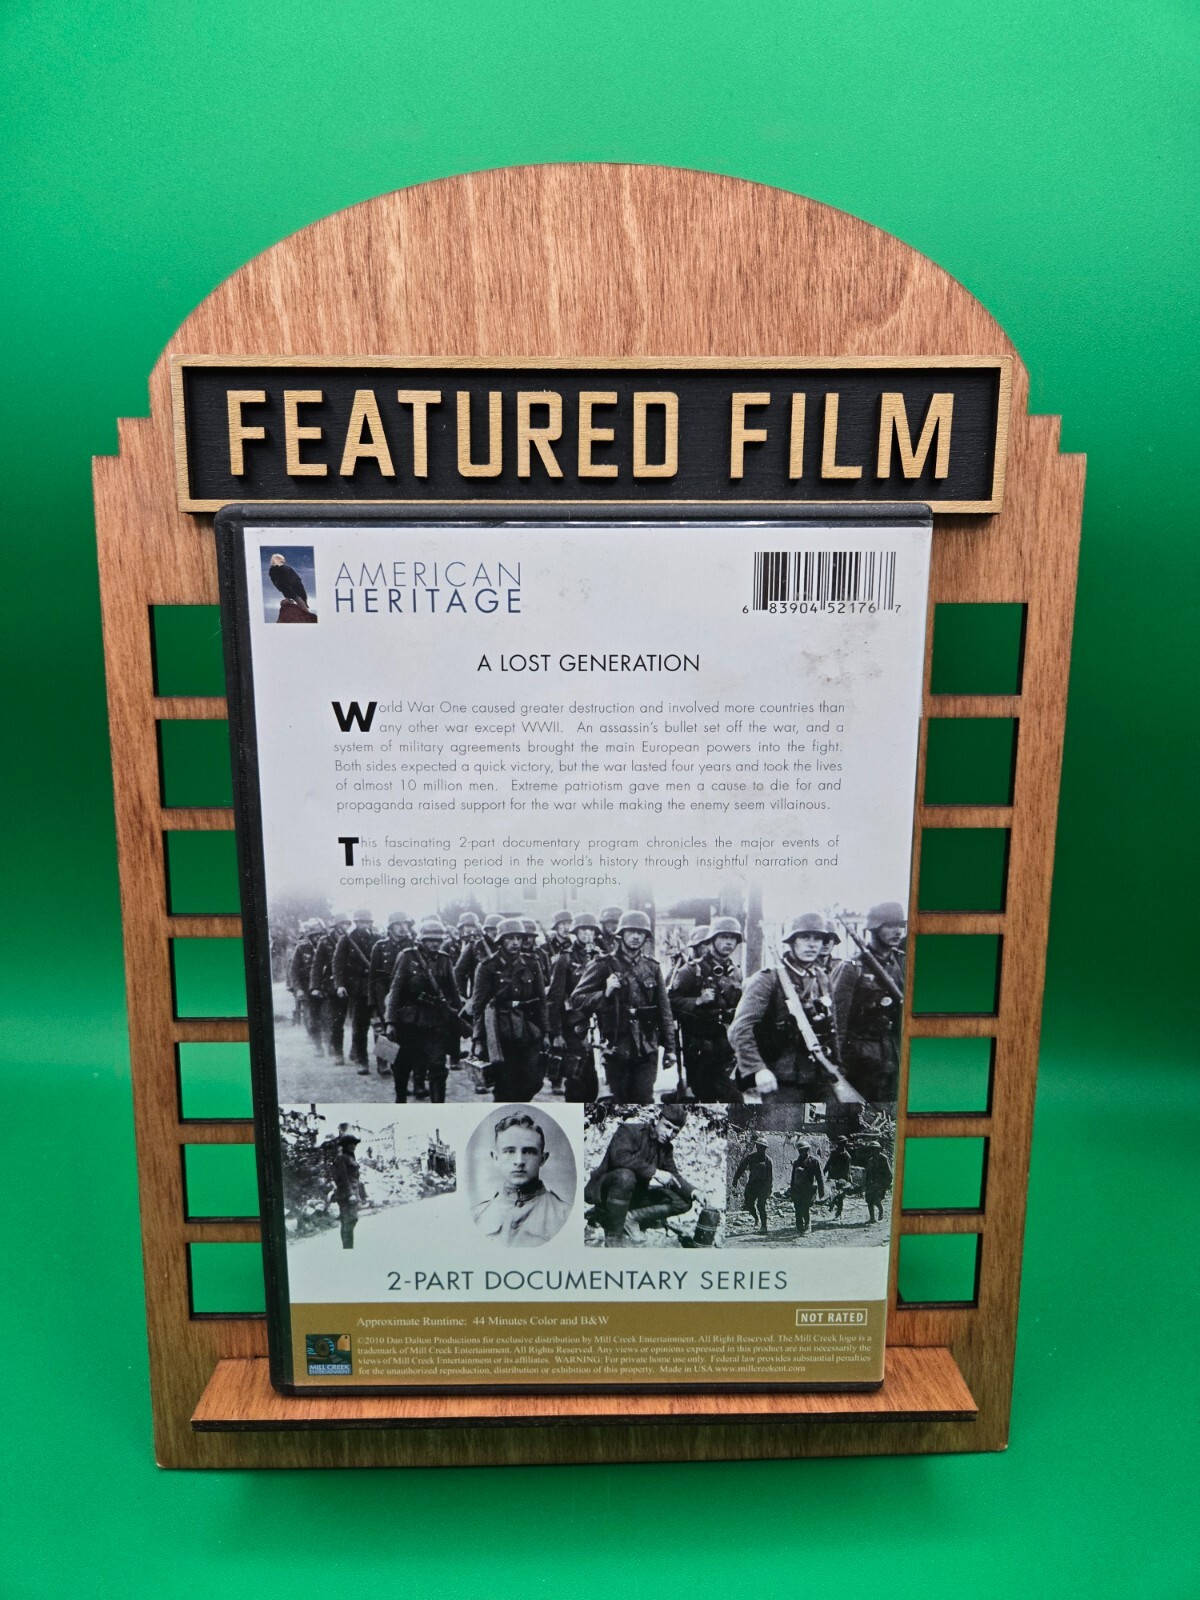 FEATURED FILM
AMERICAN
HERITAGE
6 83904 52176 7
A LOST GENERATION
World War One caused greater destruction and involved more countries than
any other war except WWII. An assassin's bullet set off the war, and a
system of military agreements brought the main European powers into the fight.
Both sides expected a quick victory, but the war lasted four years and took the lives
of almost 10 million men. Extreme patriotism gave men a cause to die for and
propaganda raised support for the war while making the enemy seem villainous.
This fascinating 2-part documentary program chronicles the major events of
this devastating period in the world's history through insightful narration and
compelling archival footage and photographs.
2-PART DOCUMENTARY SERIES
Approximate Runtime: 44 Minutes Color and B&W
NOT RATED
©2010 Dan Dalton Productions for exclusive distribution by Mill Creek Entertainment. All Right Reserved. The Mill Creek logo is a
trademark of Mill Creek Entertainment. All Rights Reserved. Any views or opinions expressed in this product are not necessarily the
views of Mill Creek Entertainment or its affiliates. WARNING: For private home use only. Federal law provides substantial penalties
for the unauthorized reproduction, distribution or exhibition of this property. Made in USA www.millcreekent.com
MILL CREEK
ENTERTAINMENT